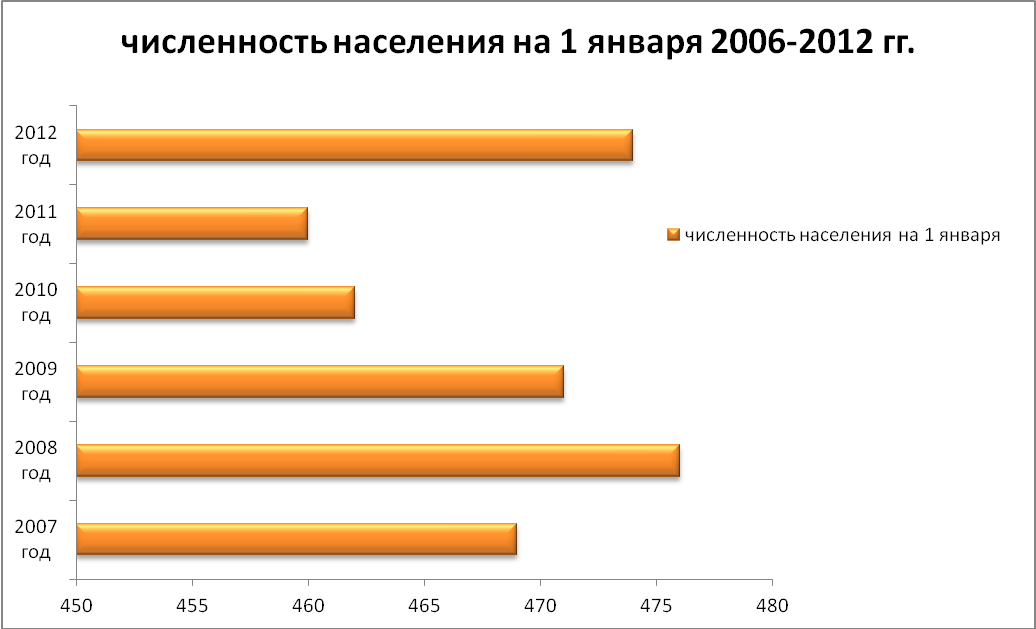 численность населения на 1 января 2006-2012 гг.
2012
год
2011
год
2010
год
2009
год
2008
год
2007
год
численность населения на 1 января
450 455 460 465 470 475 480